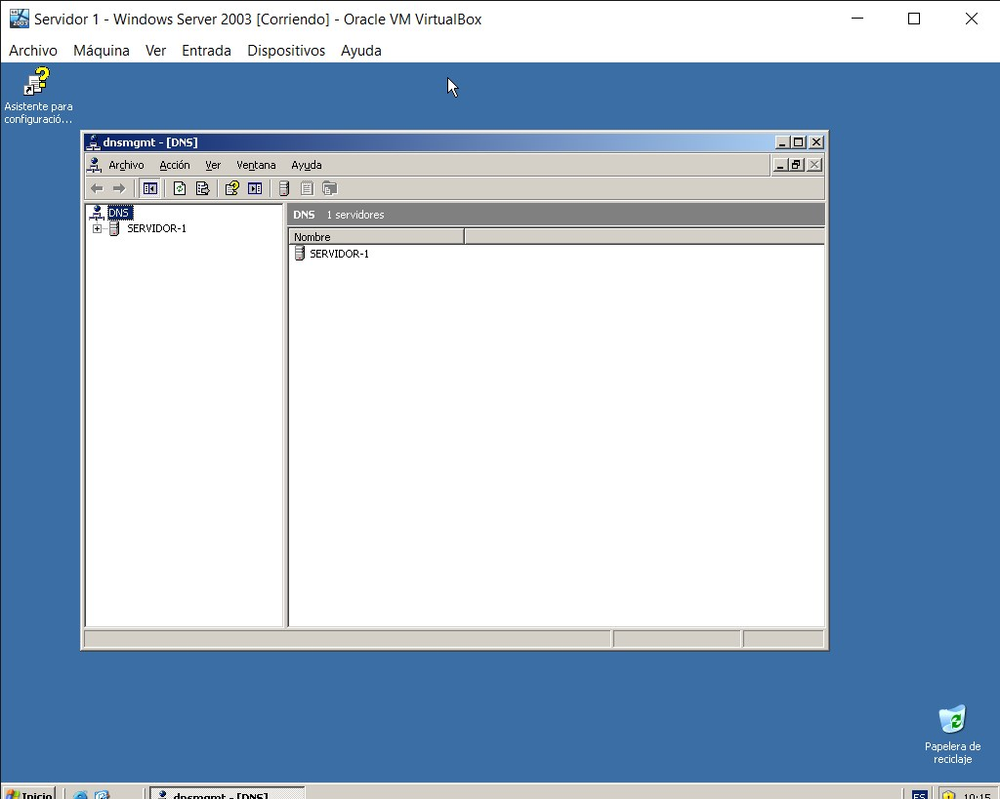 Servidor 1 - Windows Server 2003 [Corriendo] - Oracle VM VirtualBox
Archivo Máquina Ver Entrada Dispositivos Ayuda
Asistente para
configuració...
dnsmgmt - [DNS]
Archivo Acción Ver Ventana Ayuda
DNS
SERVIDOR-1
DNS 1 servidores
Nombre
SERVIDOR-1
Papelera de
reciclaje
Inicio
dnsmgmt - [DNS]
ES
10:15